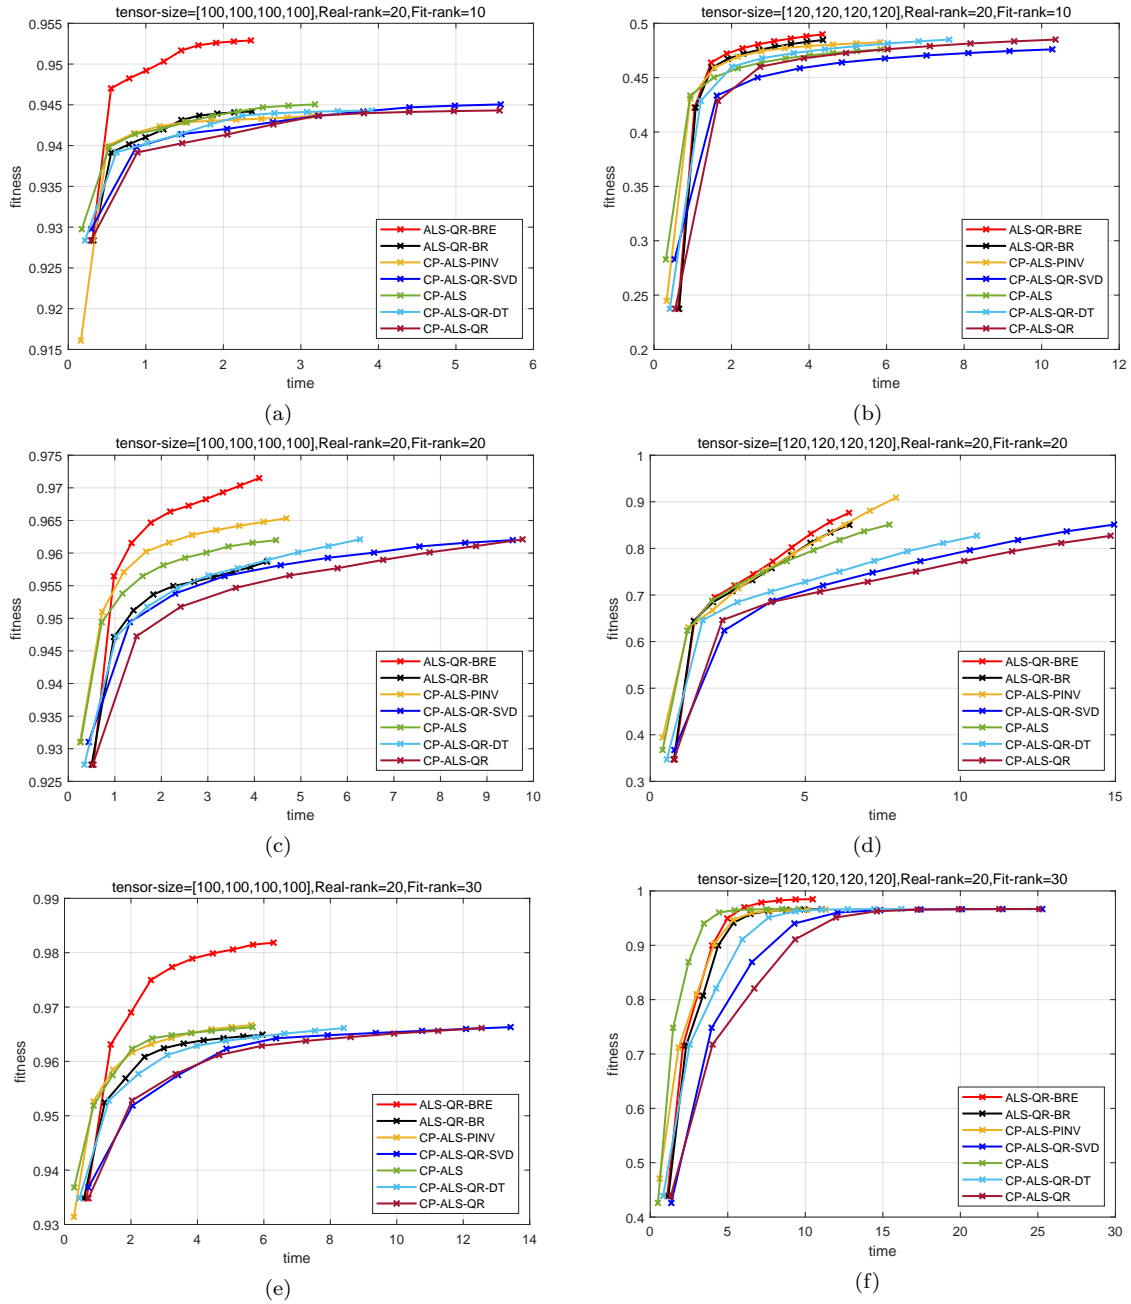 tensor-size=[100,100,100,100],Real-rank=20,Fit-rank=10
0.955
0.95
0.945
0.94
0.935
0.93
0.925
0.92
0.915
fitness
0 1 2 3 4 5 6
time
ALS-QR-BRE
ALS-QR-BR
CP-ALS-PINV
CP-ALS-QR-SVD
CP-ALS
CP-ALS-QR-DT
CP-ALS-QR
(a)
tensor-size=[120,120,120,120],Real-rank=20,Fit-rank=10
0.5
0.45
0.4
0.35
0.3
0.25
0.2
fitness
0 2 4 6 8 10 12
time
ALS-QR-BRE
ALS-QR-BR
CP-ALS-PINV
CP-ALS-QR-SVD
CP-ALS
CP-ALS-QR-DT
CP-ALS-QR
(b)
tensor-size=[100,100,100,100],Real-rank=20,Fit-rank=20
0.975
0.97
0.965
0.96
0.955
0.95
0.945
0.94
0.935
0.93
0.925
fitness
0 1 2 3 4 5 6 7 8 9 10
time
ALS-QR-BRE
ALS-QR-BR
CP-ALS-PINV
CP-ALS-QR-SVD
CP-ALS
CP-ALS-QR-DT
CP-ALS-QR
(c)
tensor-size=[120,120,120,120],Real-rank=20,Fit-rank=20
1
0.9
0.8
0.7
0.6
0.5
0.4
0.3
fitness
0 5 10 15
time
ALS-QR-BRE
ALS-QR-BR
CP-ALS-PINV
CP-ALS-QR-SVD
CP-ALS
CP-ALS-QR-DT
CP-ALS-QR
(d)
tensor-size=[100,100,100,100],Real-rank=20,Fit-rank=30
0.99
0.98
0.97
0.96
0.95
0.94
0.93
fitness
0 2 4 6 8 10 12 14
time
ALS-QR-BRE
ALS-QR-BR
CP-ALS-PINV
CP-ALS-QR-SVD
CP-ALS
CP-ALS-QR-DT
CP-ALS-QR
(e)
tensor-size=[120,120,120,120],Real-rank=20,Fit-rank=30
1
0.9
0.8
0.7
0.6
0.5
0.4
fitness
0 5 10 15 20 25 30
time
ALS-QR-BRE
ALS-QR-BR
CP-ALS-PINV
CP-ALS-QR-SVD
CP-ALS
CP-ALS-QR-DT
CP-ALS-QR
(f)